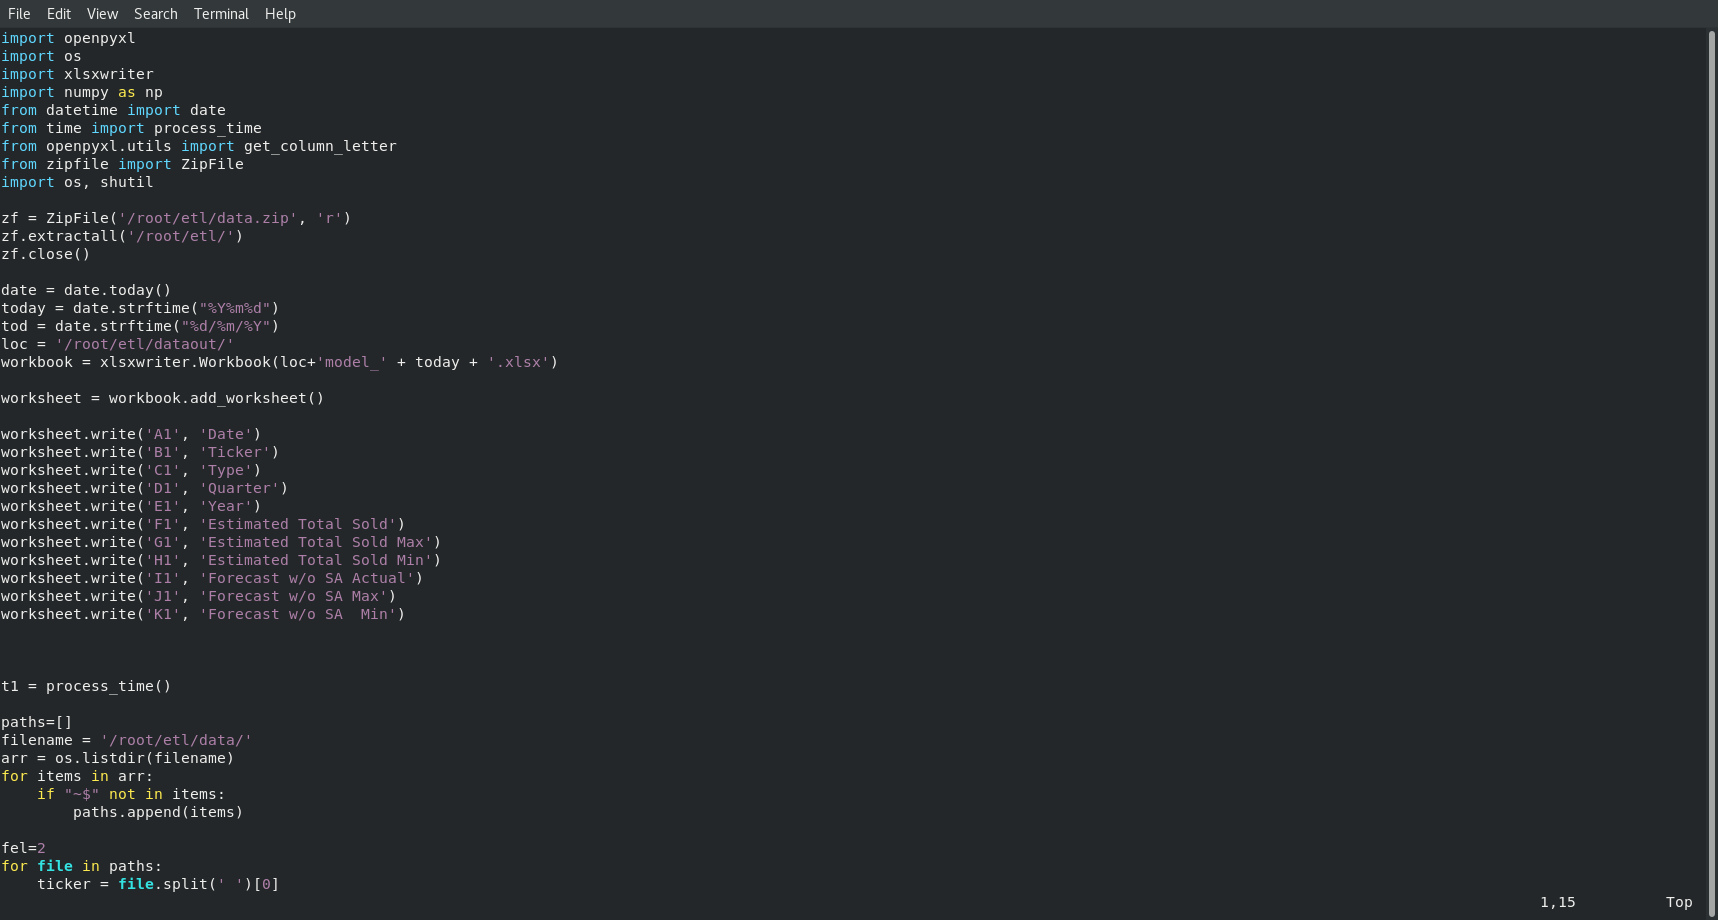 File Edit View Search Terminal Help
import openpyxl
import os
import xlsxwriter
import numpy as np
from datetime import date
from time import process_time
from openpyxl.utils import get_column_letter
from zipfile import ZipFile
import os, shutil
zf = ZipFile('/root/etl/data.zip', 'r')
zf.extractall('/root/etl/')
zf.close()
date = date.today()
today = date.strftime("%Y%m%d")
tod = date.strftime("%d/%m/%Y")
loc = '/root/etl/dataout/'
workbook = xlsxwriter.Workbook(loc+'model_' + today + '.xlsx')
worksheet = workbook.add_worksheet()
worksheet.write('A1', 'Date')
worksheet.write('B1', 'Ticker')
worksheet.write('C1', 'Type')
worksheet.write('D1', 'Quarter')
worksheet.write('E1', 'Year')
worksheet.write('F1', 'Estimated Total Sold')
worksheet.write('G1', 'Estimated Total Sold Max')
worksheet.write('H1', 'Estimated Total Sold Min')
worksheet.write('I1', 'Forecast w/o SA Actual')
worksheet.write('J1', 'Forecast w/o SA Max')
worksheet.write('K1', 'Forecast w/o SA  Min')
t1 = process_time()
paths=[]
filename = '/root/etl/data/'
arr = os.listdir(filename)
for items in arr:
    if "~$" not in items:
        paths.append(items)
fel=2
for file in paths:
    ticker = file.split(' ')[0]
1,15 Top